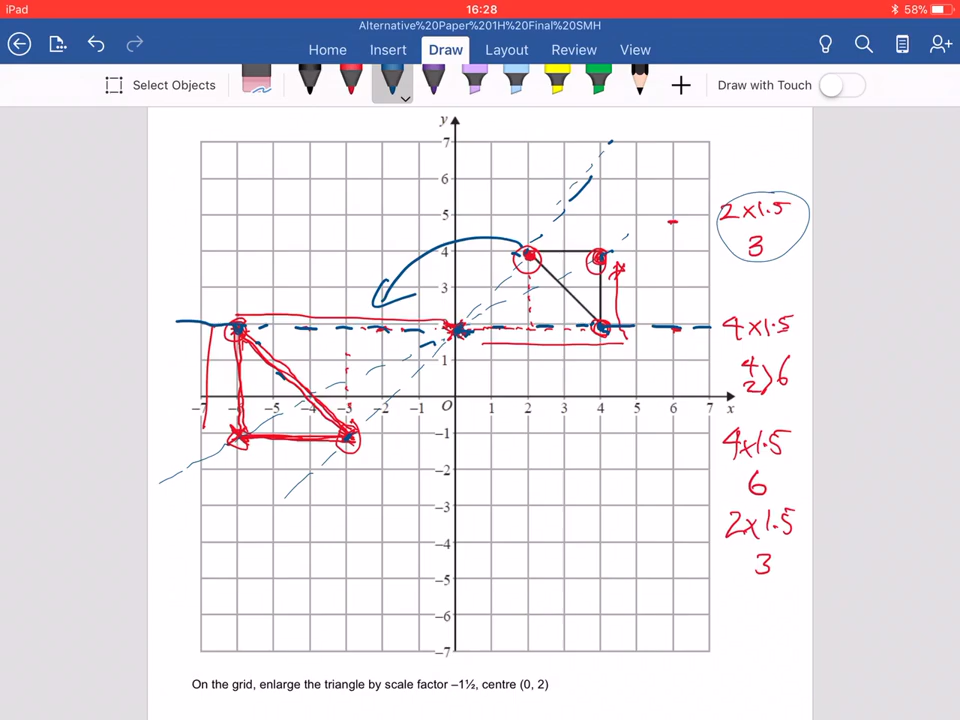 iPad 16:28 58%
Alternative%20Paper%201H%20Final%20SMH
Home Insert Draw Layout Review View
Select Objects Draw with Touch
y
7
6
5
4
3
1
-7 -6 -5 -4 -3 -2 -1 O 1 2 3 4 5 6 7 x
-1
-2
-3
-4
-5
-6
-7
2x1.5
3
4x1.5
4
2 > 6
4x1.5
6
2x1.5
3
On the grid, enlarge the triangle by scale factor –1½, centre (0, 2)